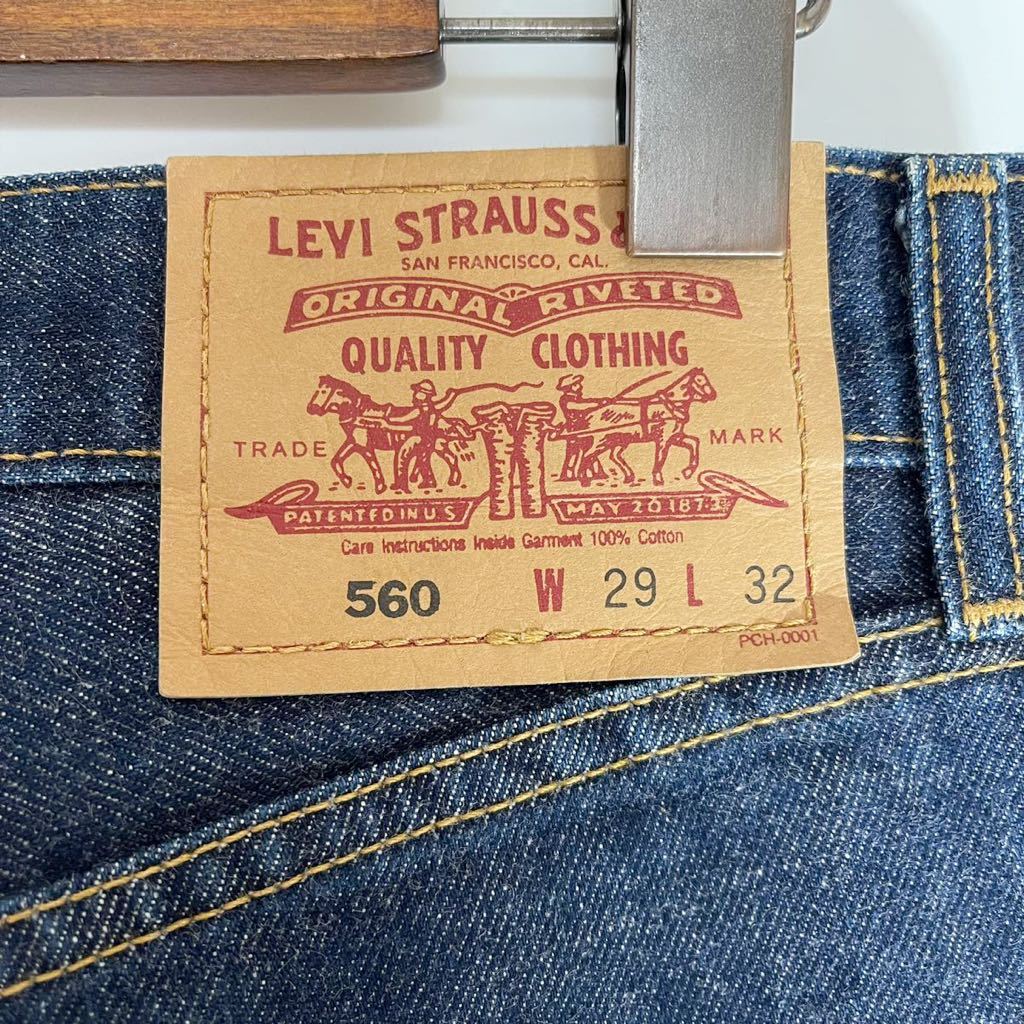 LEVI STRAUSS &
SAN FRANCISCO, CAL.
ORIGINAL RIVETED
QUALITY CLOTHING
TRADE MARK
PATENTED IN U S MAY 20 1873
Care Instructions Inside Garment 100% Cotton
560 W 29 L 32
PCH-0001